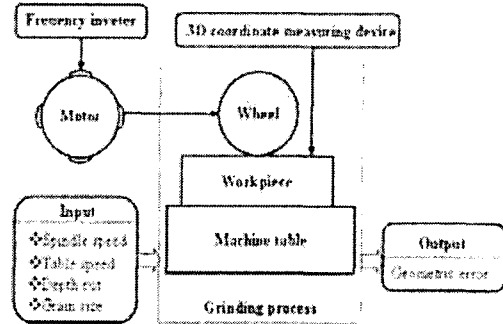 Frequency inveter
3D coordinate measuring device
Motor
Wheel
Workpiece
Input
❖Spindle speed
❖Table speed
❖Depth cut
❖Grain size
Machine table
Output
Geometric error
Grinding process